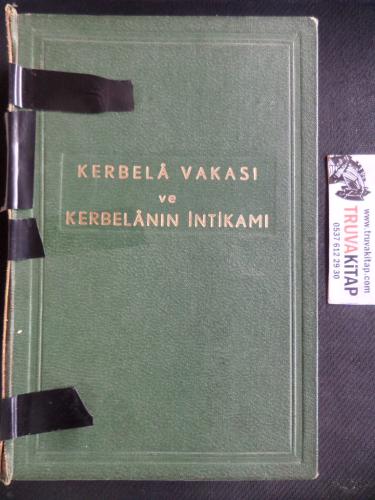 KERBELÂ VAKASI
ve
KERBELÂNIN İNTİKAMI
TRUVAKİTAP
www.truvakitap.com
0537 612 29 30